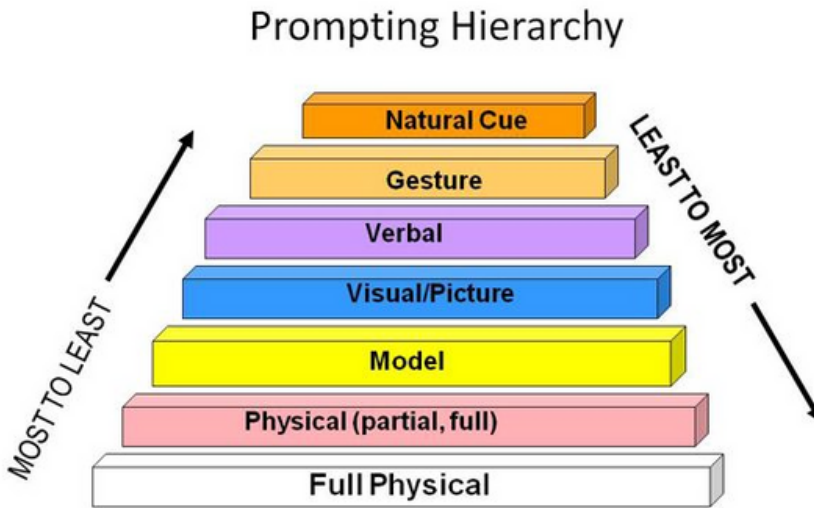 Prompting Hierarchy
Natural Cue
Gesture
Verbal
Visual/Picture
Model
Physical (partial, full)
Full Physical
MOST TO LEAST
LEAST TO MOST